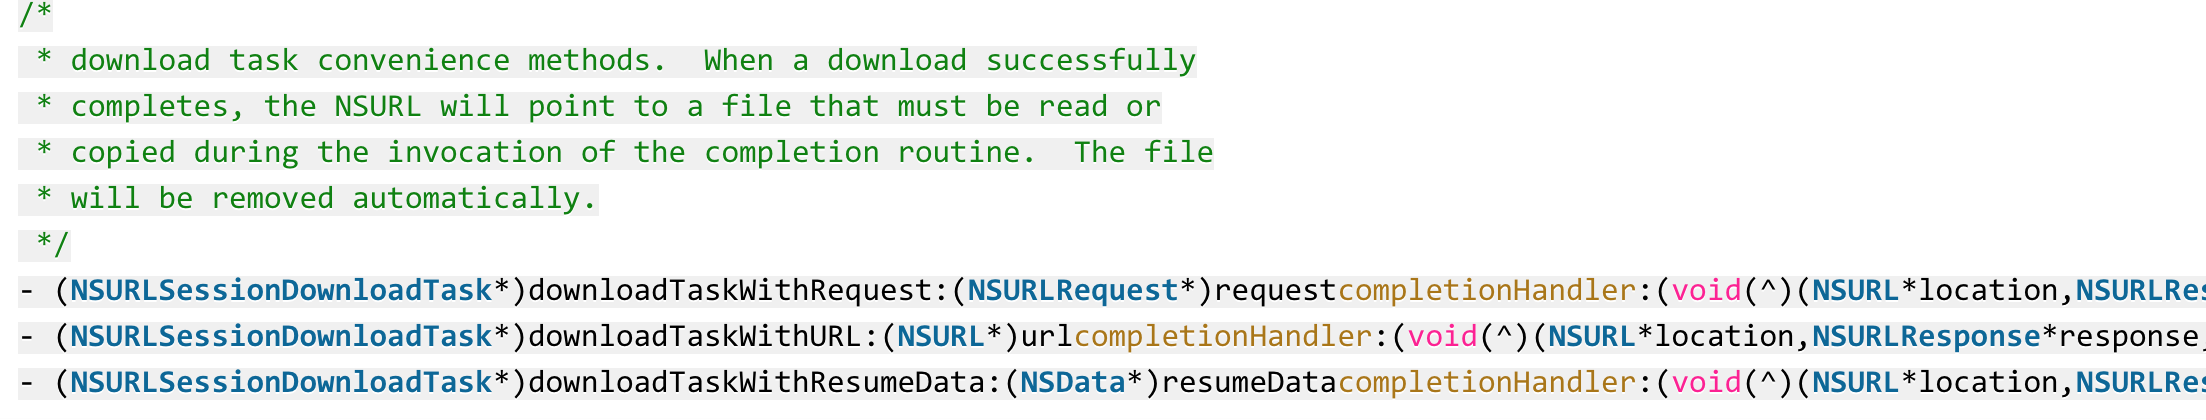 /*
 * download task convenience methods.  When a download successfully
 * completes, the NSURL will point to a file that must be read or
 * copied during the invocation of the completion routine.  The file
 * will be removed automatically.
 */
- (NSURLSessionDownloadTask*)downloadTaskWithRequest:(NSURLRequest*)requestcompletionHandler:(void(^)(NSURL*location,NSURLRes
- (NSURLSessionDownloadTask*)downloadTaskWithURL:(NSURL*)urlcompletionHandler:(void(^)(NSURL*location,NSURLResponse*response,
- (NSURLSessionDownloadTask*)downloadTaskWithResumeData:(NSData*)resumeDatacompletionHandler:(void(^)(NSURL*location,NSURLRes